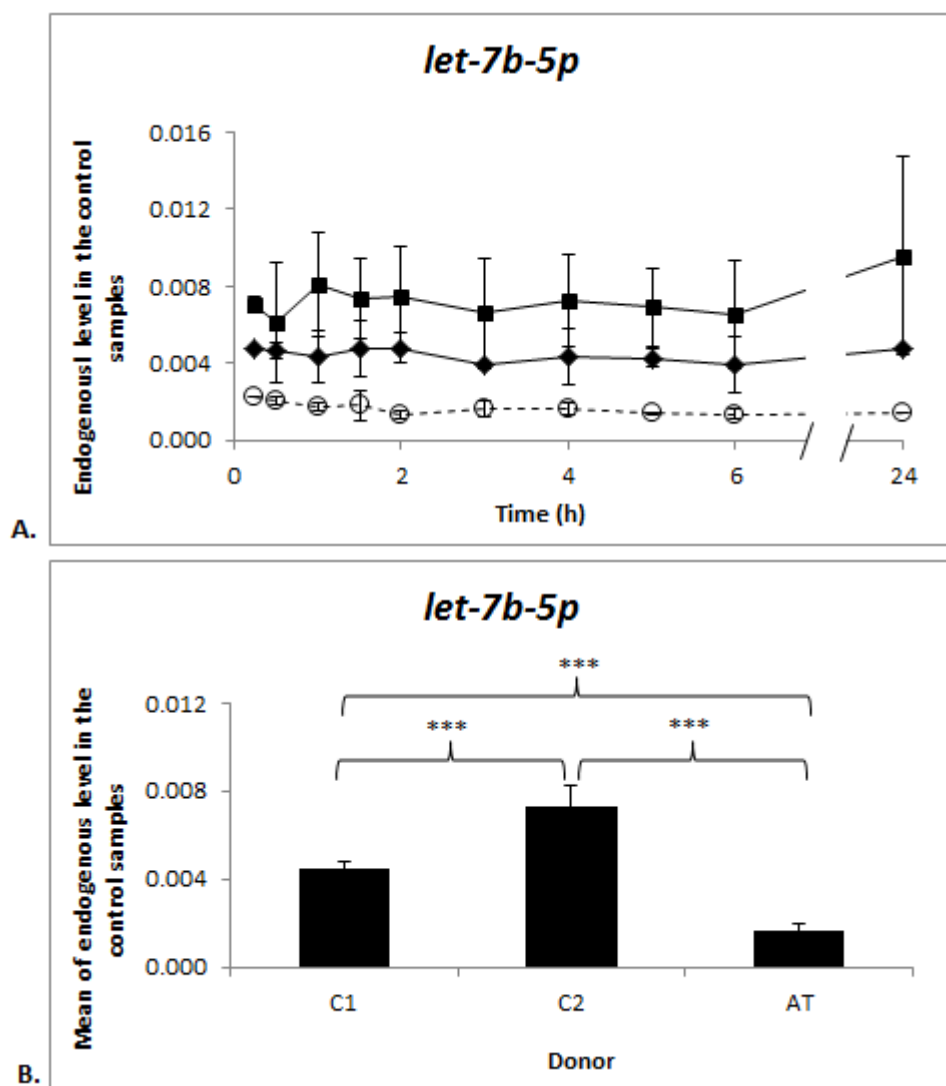 let-7b-5p
Endogenousl level in the control
samples
0.016
0.012
0.008
0.004
0.000
0 2 4 6 24
Time (h)
A.
let-7b-5p
Mean of endogenous level in the
control samples
0.012
0.008
0.004
0.000
***
*** ***
C1 C2 AT
Donor
B.